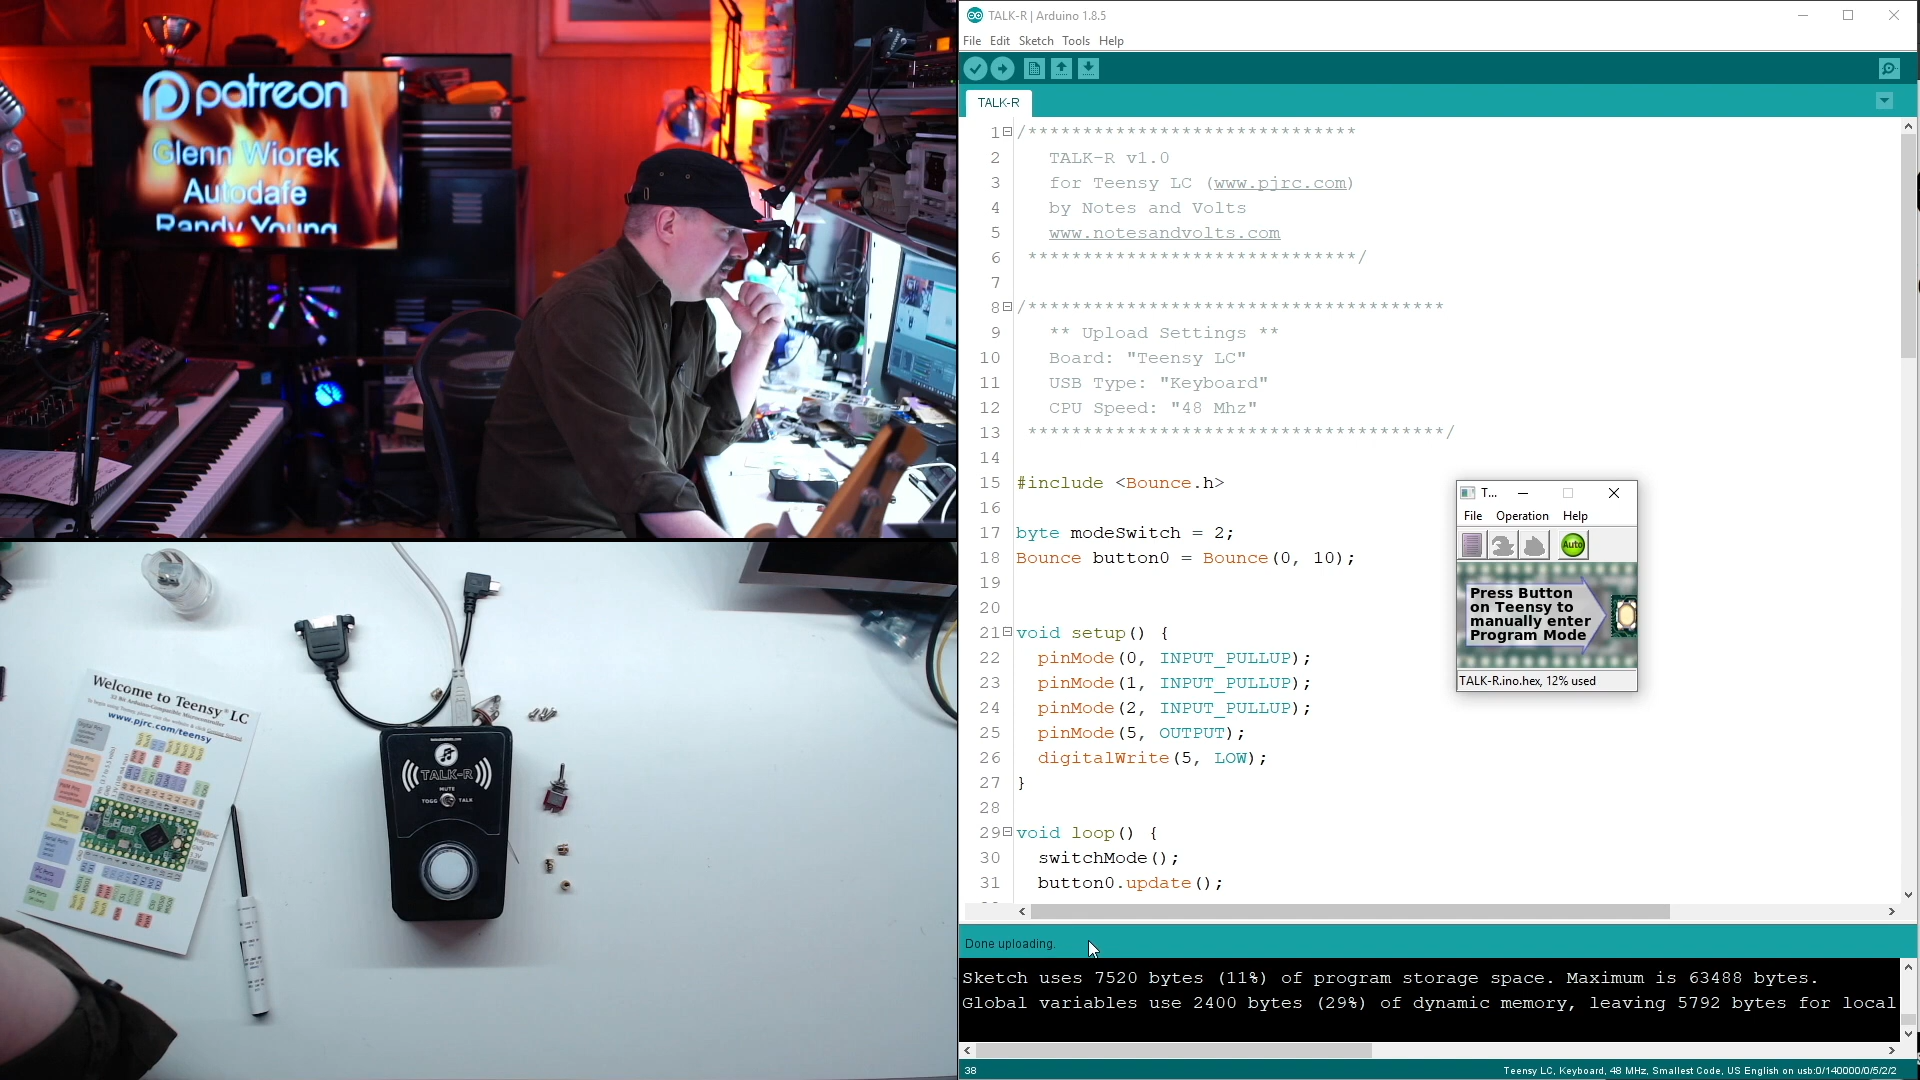 patreon
Glenn Wiorek
Autodafe
Randy Young
Welcome to Teensy® LC
32 Bit Arduino-Compatible Microcontroller
www.pjrc.com/teensy
TALK-R
MUTE
TOGG
TALK
TALK-R | Arduino 1.8.5
File Edit Sketch Tools Help
TALK-R
1 /******************************
2 TALK-R v1.0
3 for Teensy LC (www.pjrc.com)
4 by Notes and Volts
5 www.notesandvolts.com
6 ******************************/
7
8 /**************************************
9 ** Upload Settings **
10 Board: "Teensy LC"
11 USB Type: "Keyboard"
12 CPU Speed: "48 Mhz"
13 **************************************/
14
15 #include <Bounce.h>
16
17 byte modeSwitch = 2;
18 Bounce button0 = Bounce(0, 10);
19
20
21 void setup() {
22 pinMode(0, INPUT_PULLUP);
23 pinMode(1, INPUT_PULLUP);
24 pinMode(2, INPUT_PULLUP);
25 pinMode(5, OUTPUT);
26 digitalWrite(5, LOW);
27 }
28
29 void loop() {
30 switchMode();
31 button0.update();
T...
File Operation Help
Auto
Press Button
on Teensy to
manually enter
Program Mode
TALK-R.ino.hex, 12% used
Done uploading.
Sketch uses 7520 bytes (11%) of program storage space. Maximum is 63488 bytes.
Global variables use 2400 bytes (29%) of dynamic memory, leaving 5792 bytes for local
38
Teensy LC, Keyboard, 48 MHz, Smallest Code, US English on usb:0/140000/0/5/2/2